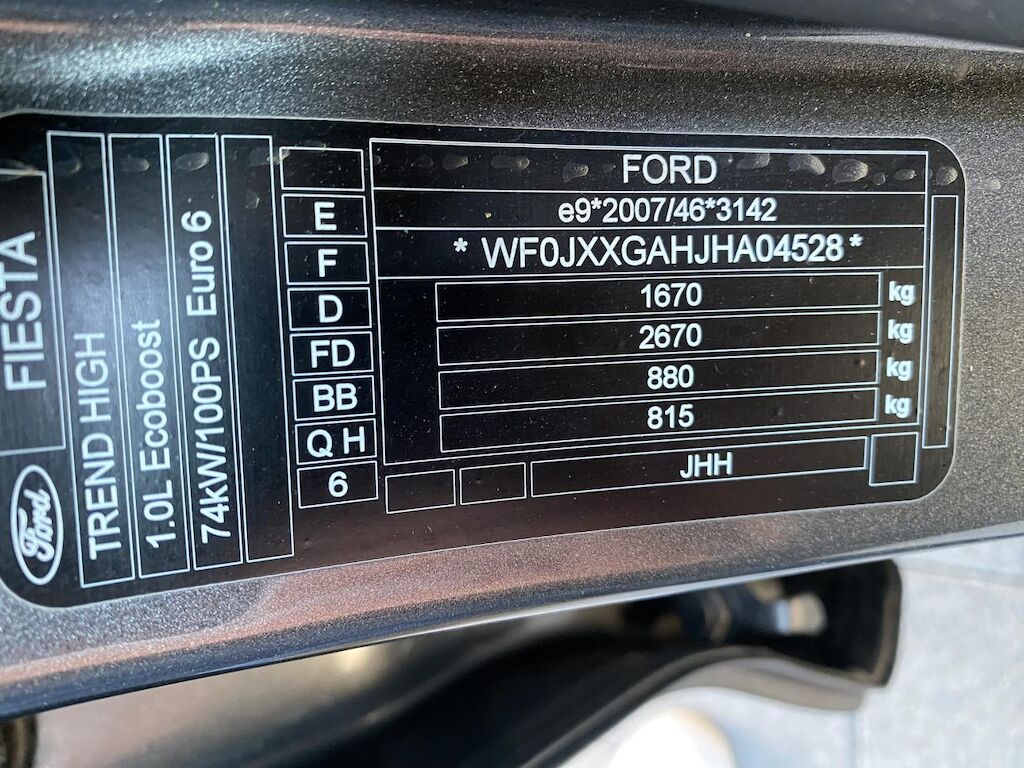 FORD
e9*2007/46*3142
* WF0JXXGAHJHA04528 *
1670 kg
2670 kg
880 kg
815 kg
JHH
E
F
D
FD
BB
Q H
6
FIESTA
TREND HIGH
1.0L Ecoboost
74kW/100PS Euro 6
Ford